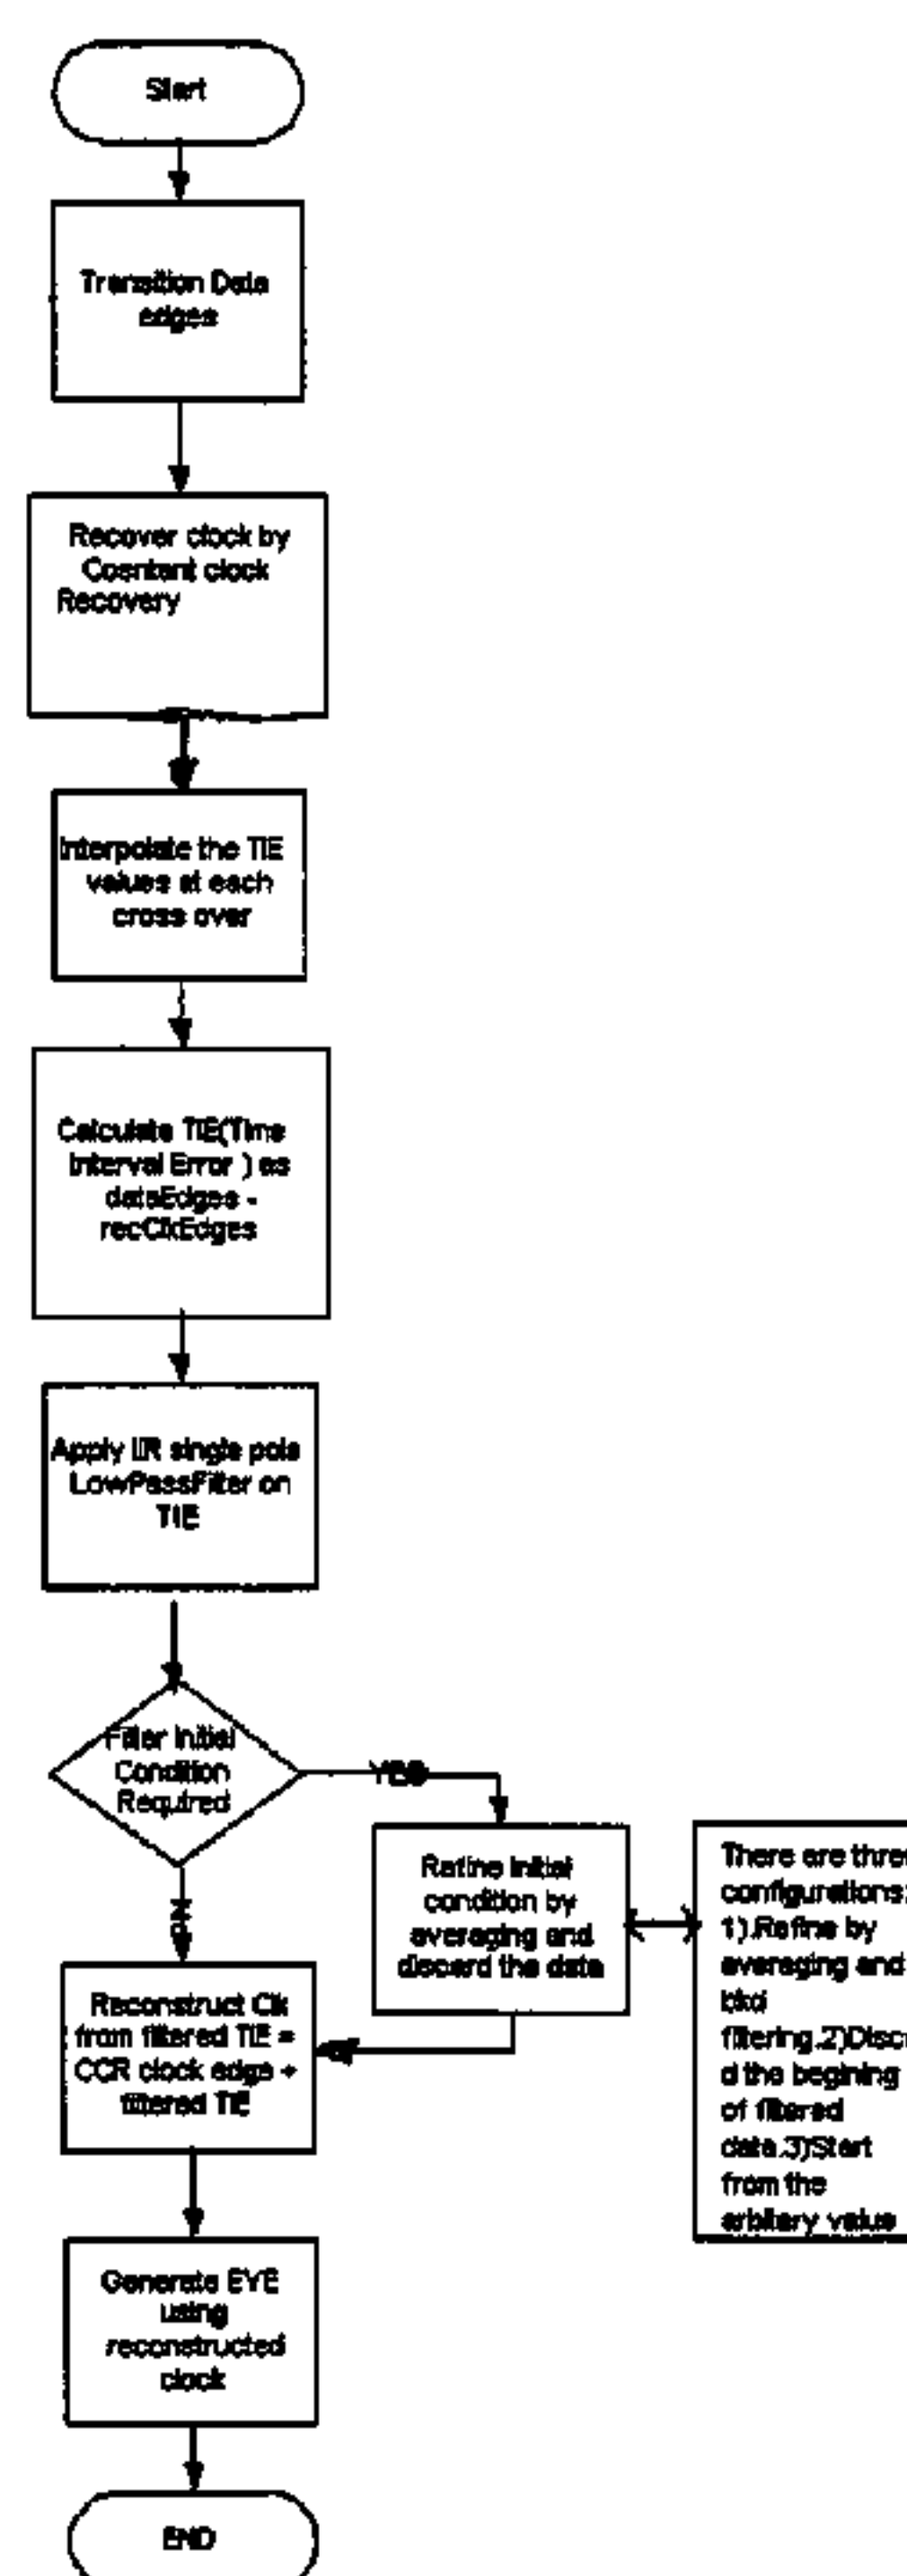 Start
Transition Data
edges
Recover clock by
Cosntant clock
Recovery
Interpolate the TIE
values at each
cross over
Calculate TIE(Time
Interval Error ) as
dataEdges -
recClkEdges
Apply IIR single pole
LowPassFilter on
TIE
Filter Initial
Condition
Required
YES
NO
Refine initial
condition by
averaging and
discard the data
There are three
configurations:
1).Refine by
averaging and
filtering.2)Discr
d the begining
of filtered
data.3)Start
from the
arbitary value
Reconstruct Clk
from filtered TIE =
CCR clock edge +
filtered TIE
Generate EYE
using
reconstructed
clock
END